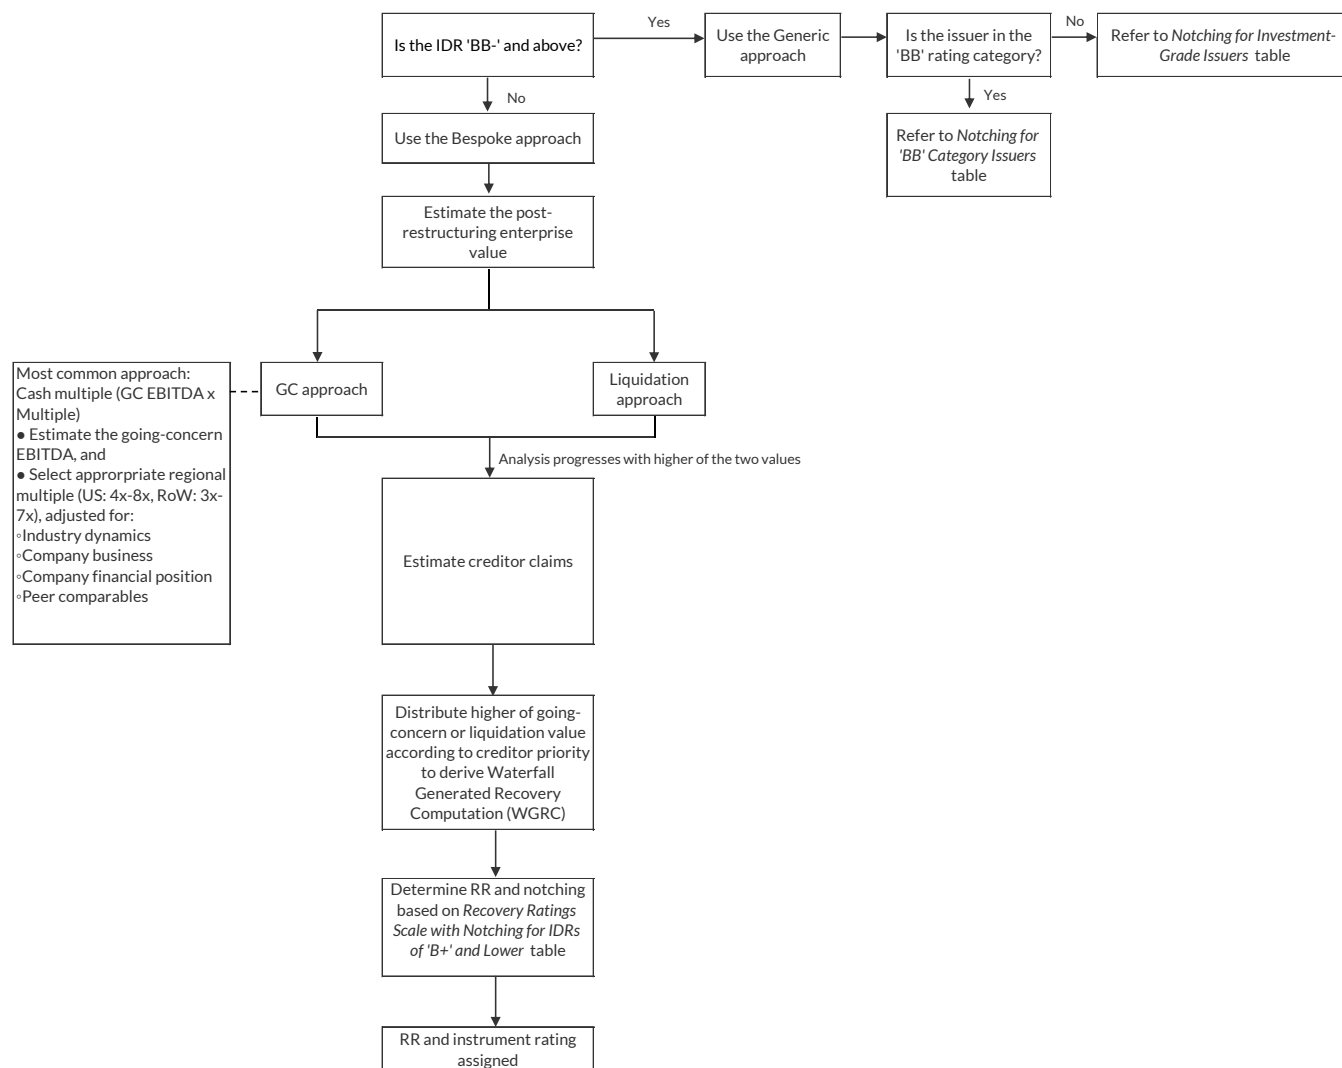 Is the IDR 'BB-' and above?
Yes
Use the Generic
approach
Is the issuer in the
'BB' rating category?
No
Refer to Notching for Investment-
Grade Issuers table
No
Yes
Use the Bespoke approach
Refer to Notching for
'BB' Category Issuers
table
Estimate the post-
restructuring enterprise
value
Most common approach:
Cash multiple (GC EBITDA x
Multiple)
● Estimate the going-concern
EBITDA, and
● Select approrpriate regional
multiple (US: 4x-8x, RoW: 3x-
7x), adjusted for:
◦Industry dynamics
◦Company business
◦Company financial position
◦Peer comparables
GC approach
Liquidation
approach
Analysis progresses with higher of the two values
Estimate creditor claims
Distribute higher of going-
concern or liquidation value
according to creditor priority
to derive Waterfall
Generated Recovery
Computation (WGRC)
Determine RR and notching
based on Recovery Ratings
Scale with Notching for IDRs
of 'B+' and Lower table
RR and instrument rating
assigned